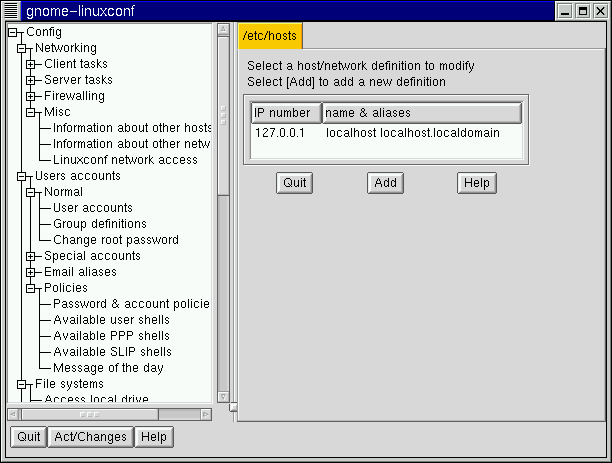 gnome-linuxconf
Config
Networking
Client tasks
Server tasks
Firewalling
Misc
Information about other hosts
Information about other netw
Linuxconf network access
Users accounts
Normal
User accounts
Group definitions
Change root password
Special accounts
Email aliases
Policies
Password & account policie
Available user shells
Available PPP shells
Available SLIP shells
Message of the day
File systems
Access local drive
/etc/hosts
Select a host/network definition to modify
Select [Add] to add a new definition
IP number name & aliases
127.0.0.1 localhost localhost.localdomain
Quit Add Help
Quit Act/Changes Help